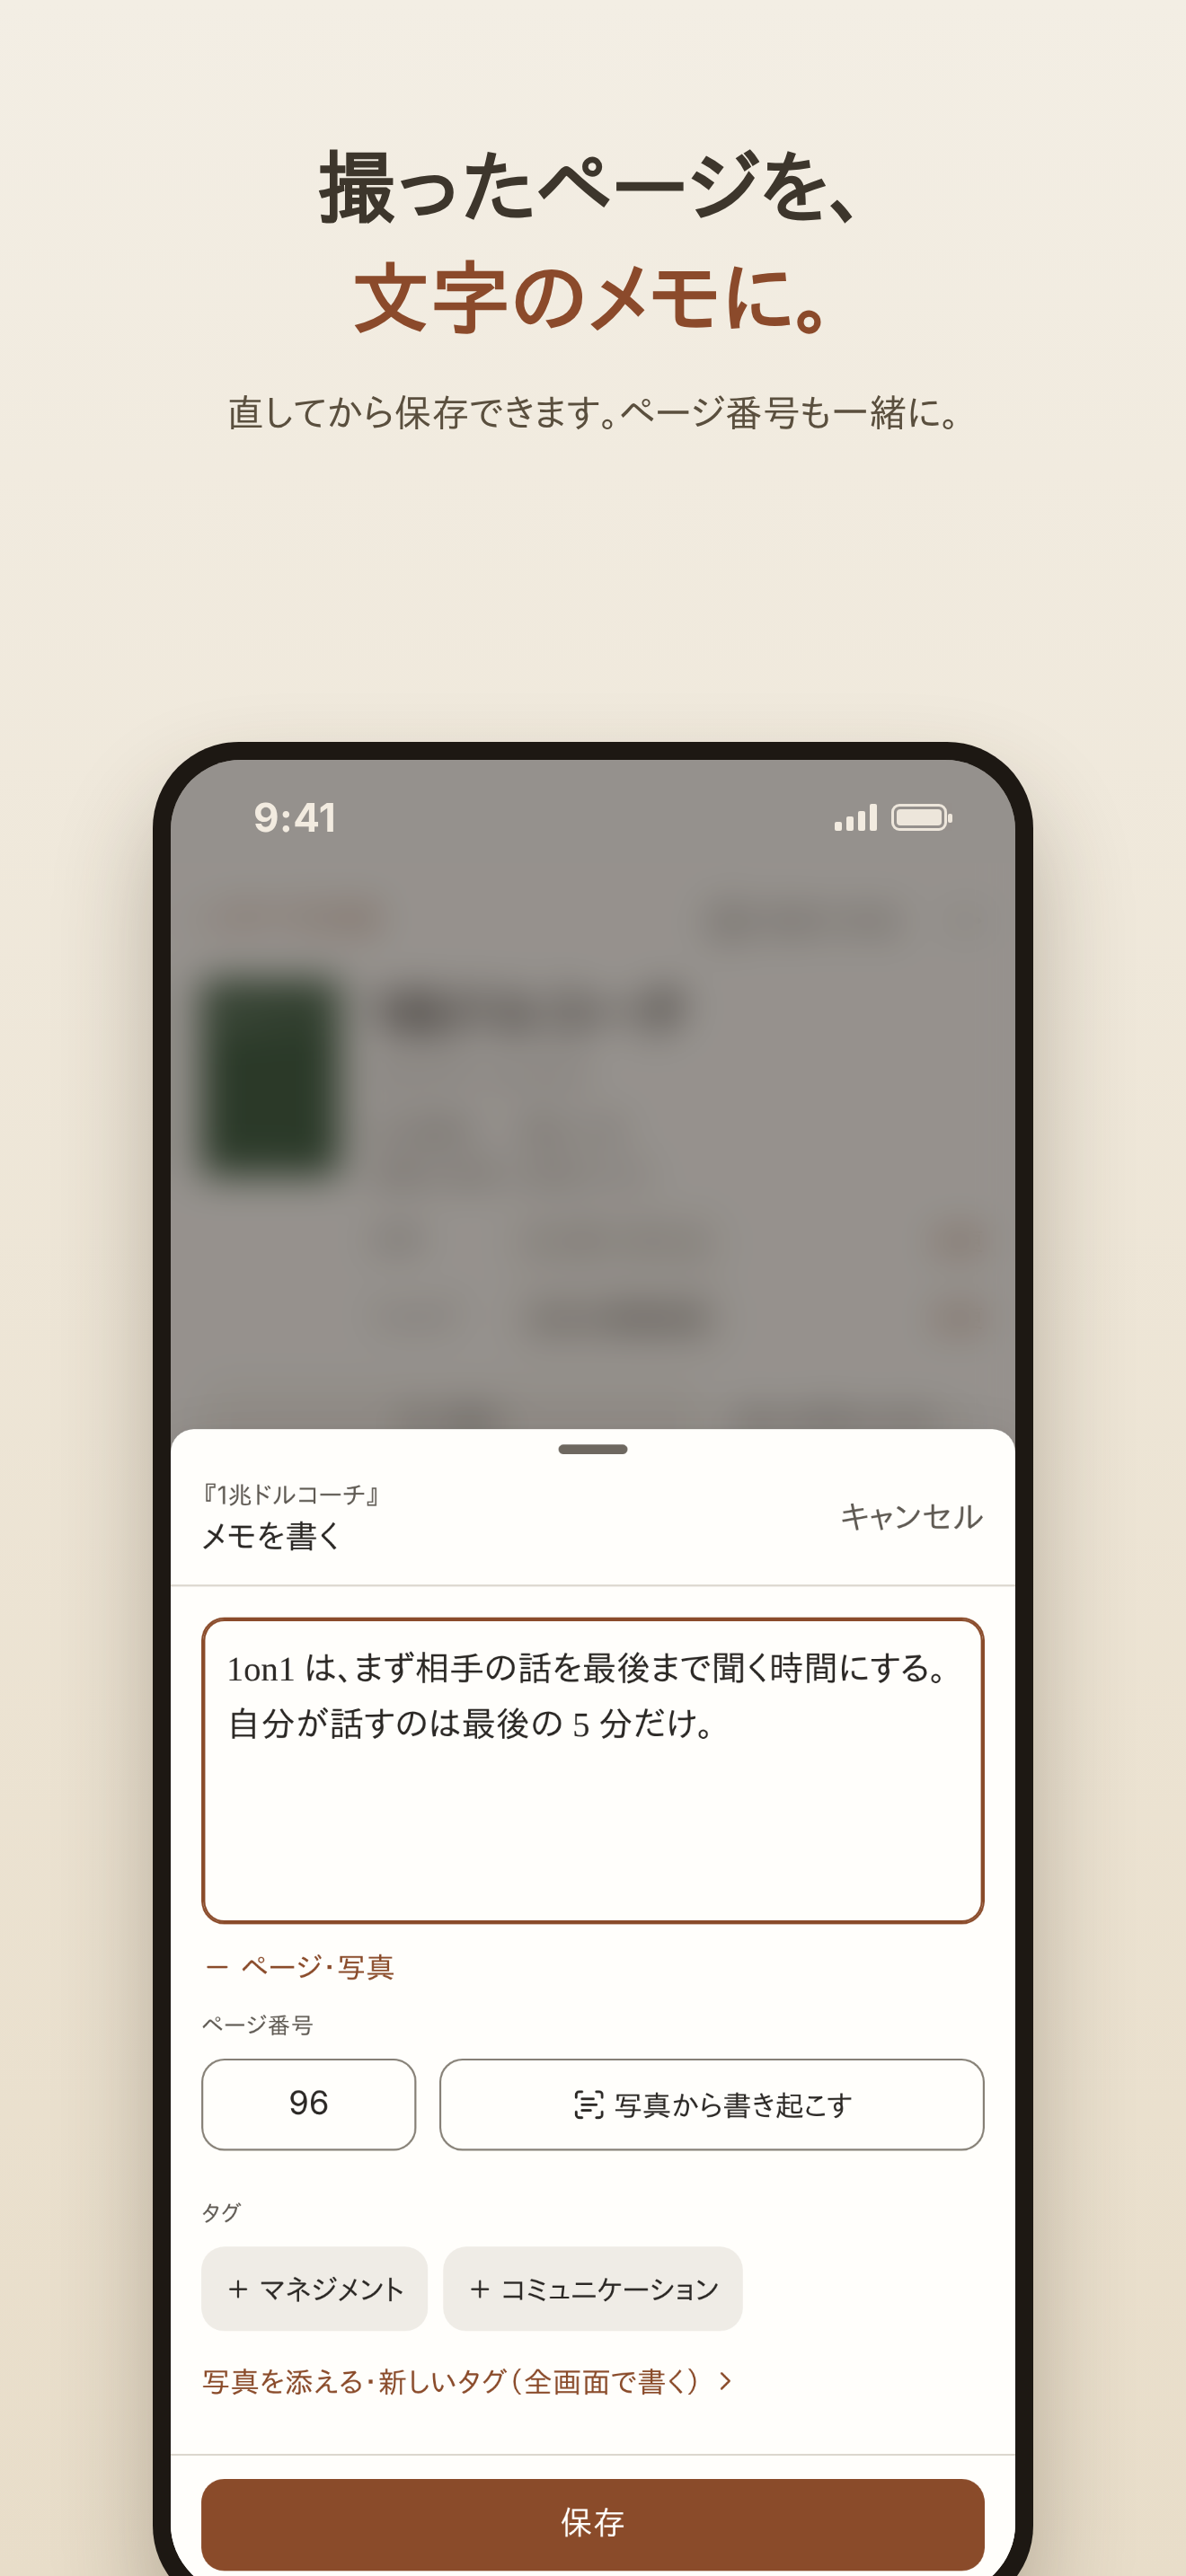 撮ったページを、
文字のメモに。
直してから保存できます。ページ番号も一緒に。
9:41
『1兆ドルコーチ』
メモを書く
キャンセル
1on1 は、まず相手の話を最後まで聞く時間にする。
自分が話すのは最後の 5 分だけ。
− ページ・写真
ページ番号
96
写真から書き起こす
タグ
+ マネジメント
+ コミュニケーション
写真を添える・新しいタグ（全画面で書く） >
保存